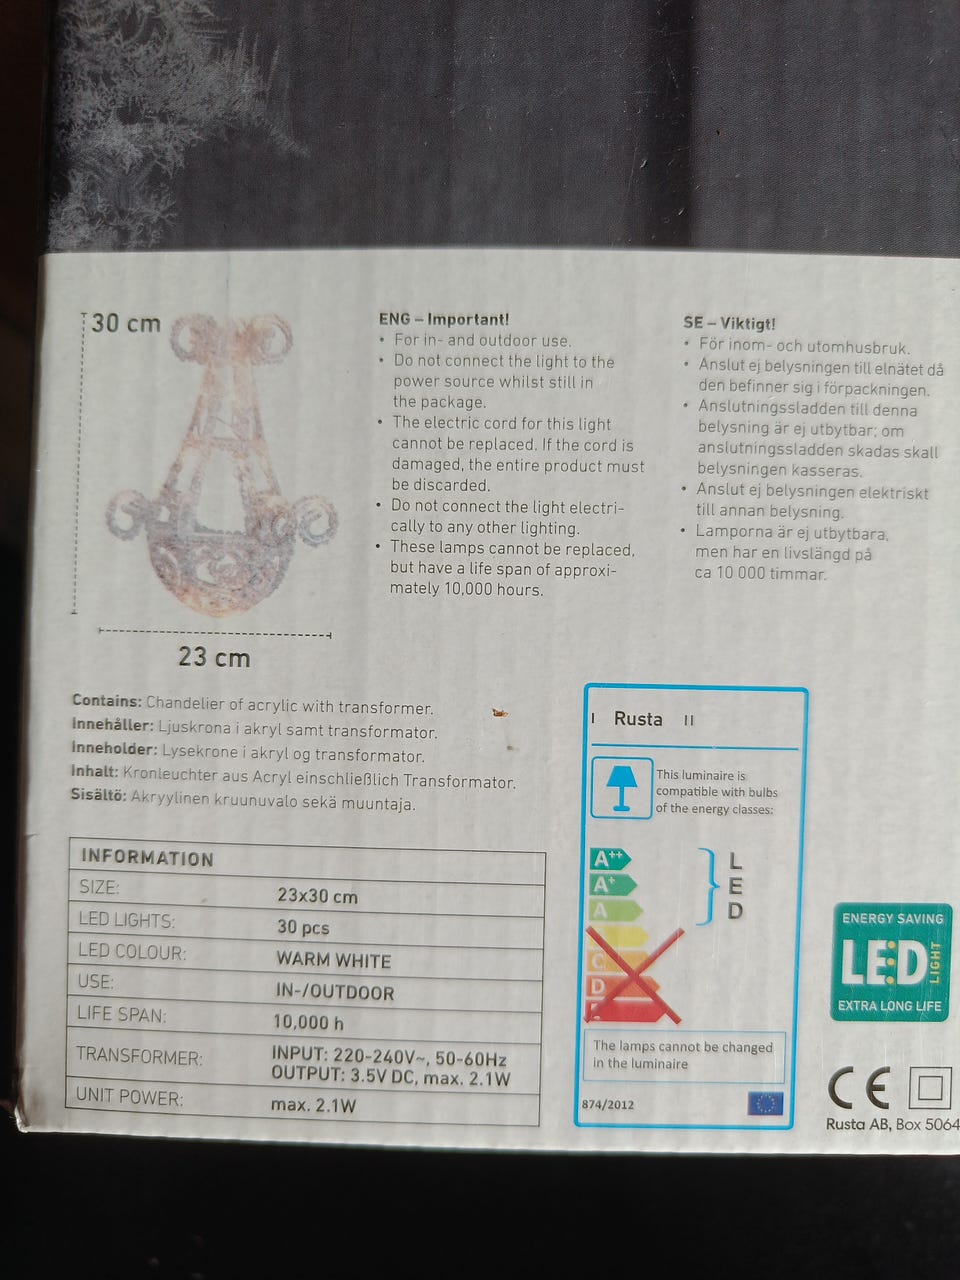 30 cm
23 cm
ENG – Important!
• For in- and outdoor use.
• Do not connect the light to the
power source whilst still in
the package.
• The electric cord for this light
cannot be replaced. If the cord is
damaged, the entire product must
be discarded.
• Do not connect the light electri-
cally to any other lighting.
• These lamps cannot be replaced,
but have a life span of approxi-
mately 10,000 hours.
SE – Viktigt!
• För inom- och utomhusbruk.
• Anslut ej belysningen till elnätet då
den befinner sig i förpackningen.
• Anslutningssladden till denna
belysning är ej utbytbar; om
anslutningssladden skadas skall
belysningen kasseras.
• Anslut ej belysningen elektriskt
till annan belysning.
• Lamporna är ej utbytbara,
men har en livslängd på
ca 10 000 timmar.
Contains: Chandelier of acrylic with transformer.
Innehåller: Ljuskrona i akryl samt transformator.
Inneholder: Lysekrone i akryl og transformator.
Inhalt: Kronleuchter aus Acryl einschließlich Transformator.
Sisältö: Akryylinen kruunuvalo sekä muuntaja.
INFORMATION
SIZE: 23x30 cm
LED LIGHTS: 30 pcs
LED COLOUR: WARM WHITE
USE: IN-/OUTDOOR
LIFE SPAN: 10,000 h
TRANSFORMER: INPUT: 220-240V~, 50-60Hz
OUTPUT: 3.5V DC, max. 2.1W
UNIT POWER: max. 2.1W
I Rusta II
This luminaire is
compatible with bulbs
of the energy classes:
A++
A+
A
C
D
L
E
D
The lamps cannot be changed
in the luminaire
874/2012
ENERGY SAVING
LED LIGHT
EXTRA LONG LIFE
CE
Rusta AB, Box 5064